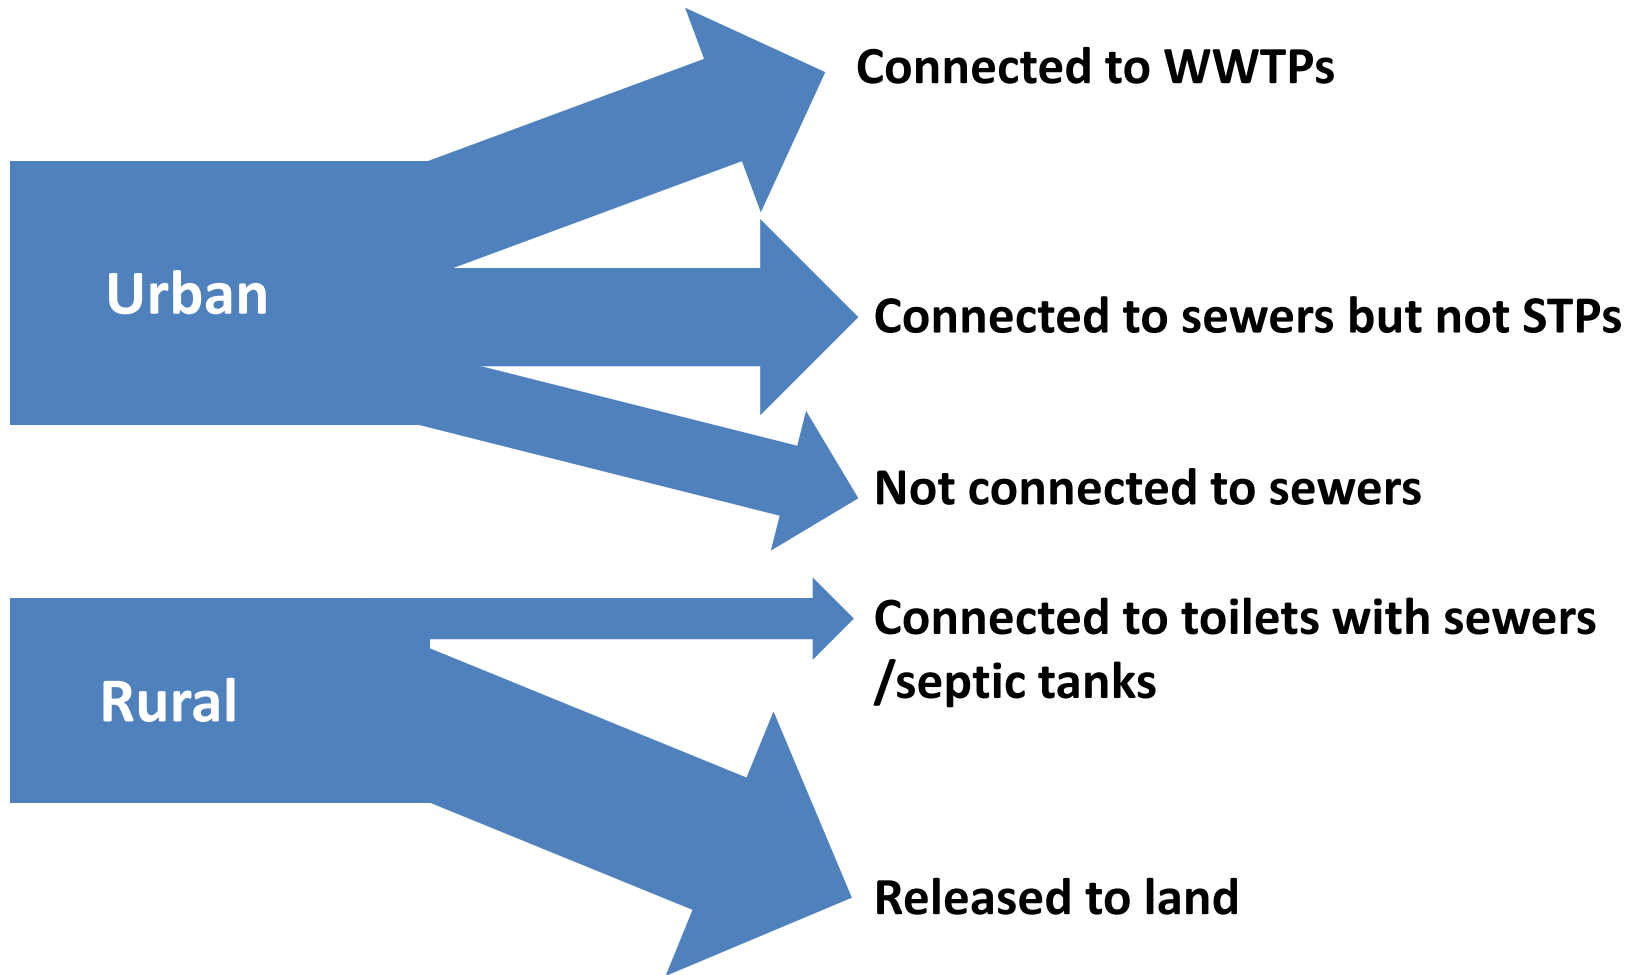 Connected to WWTPs
Urban
Connected to sewers but not STPs
Not connected to sewers
Connected to toilets with sewers
/septic tanks
Rural
Released to land